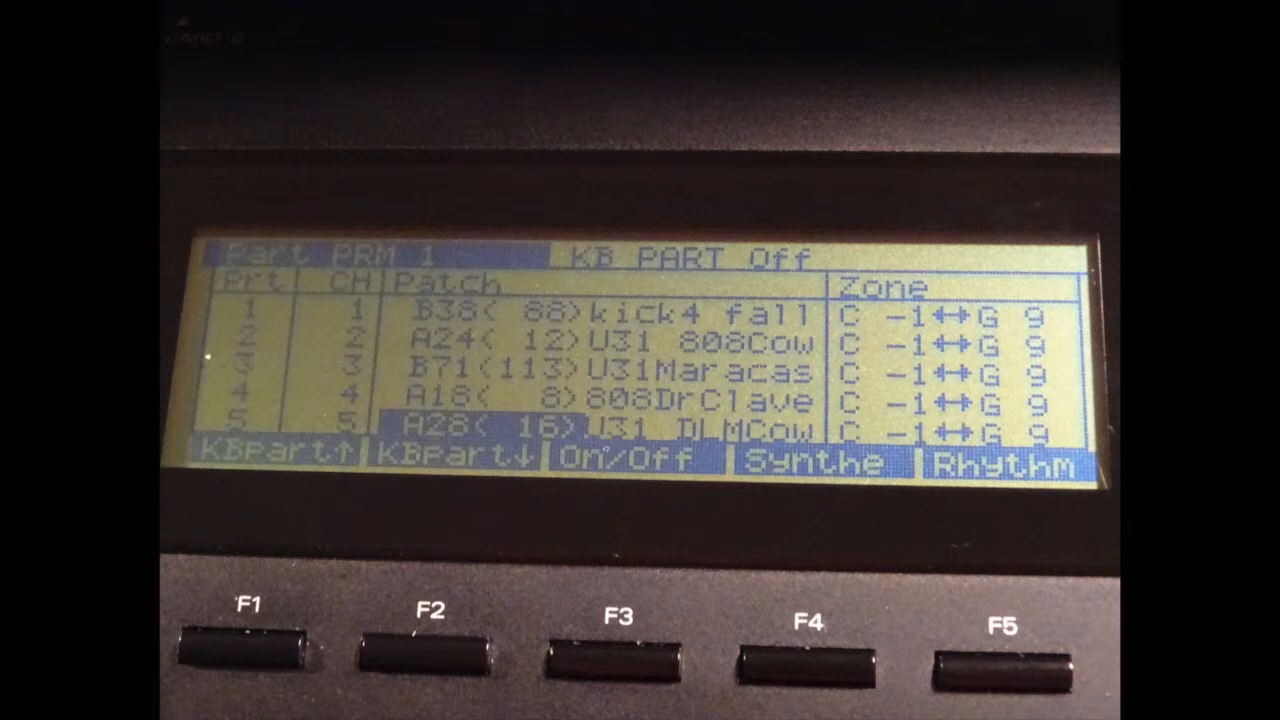 Part PRM 1 KB PART Off
Prt CH Patch Zone
1 1 B38( 88)kick4 fall C -1↔G 9
2 2 A24( 12)U31 808Cow C -1↔G 9
3 3 B71(113)U31Maracas C -1↔G 9
4 4 A18( 8)808DrClave C -1↔G 9
5 5 A28( 16)U31 DLMCow C -1↔G 9
KBpart↑ KBpart↓ On/Off Synthe Rhythm
F1 F2 F3 F4 F5